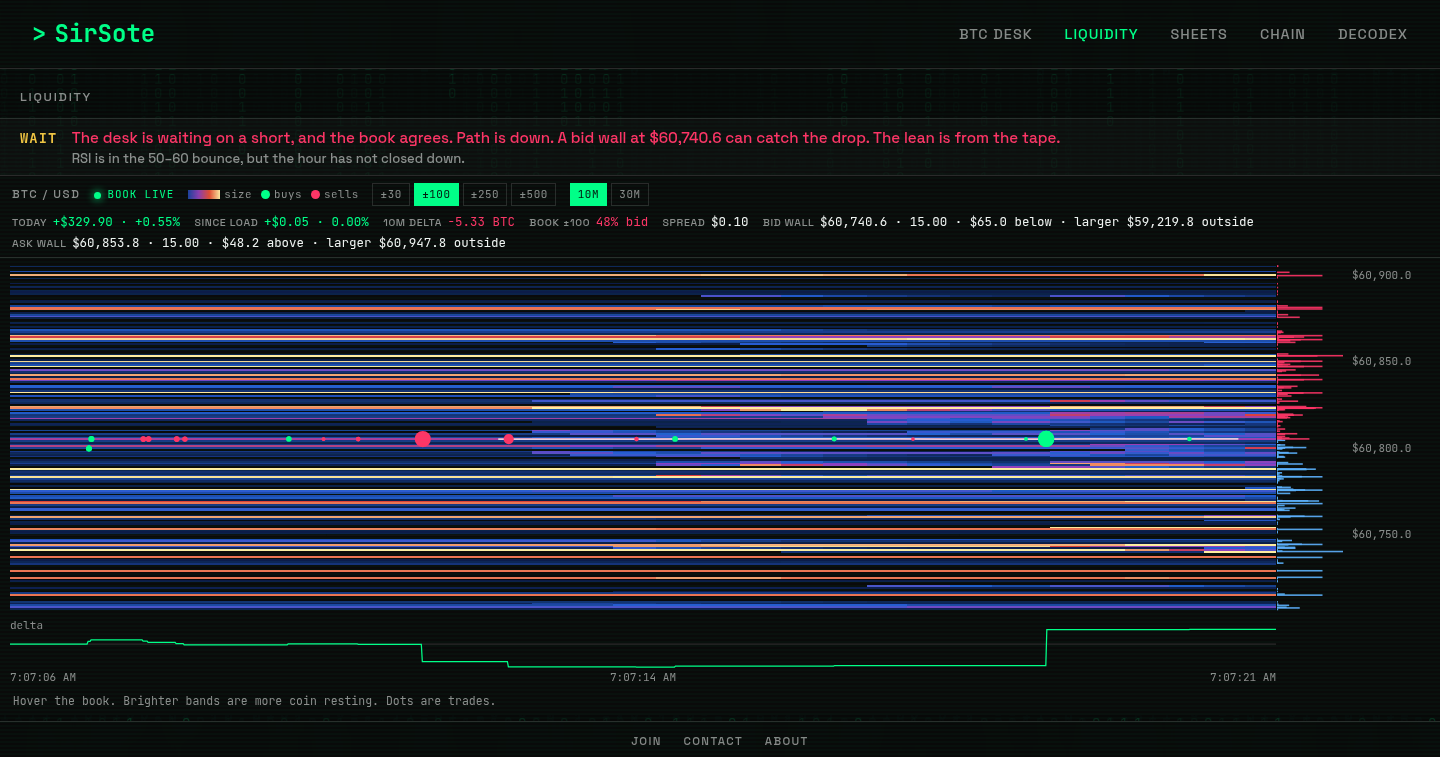 > SirSote
BTC DESK LIQUIDITY SHEETS CHAIN DECODEX
LIQUIDITY
WAIT The desk is waiting on a short, and the book agrees. Path is down. A bid wall at $60,740.6 can catch the drop. The lean is from the tape.
RSI is in the 50–60 bounce, but the hour has not closed down.
BTC / USD BOOK LIVE size buys sells ±30 ±100 ±250 ±500 10M 30M
TODAY +$329.90 · +0.55% SINCE LOAD +$0.05 · 0.00% 10M DELTA -5.33 BTC BOOK ±100 48% bid SPREAD $0.10 BID WALL $60,740.6 · 15.00 · $65.0 below · larger $59,219.8 outside
ASK WALL $60,853.8 · 15.00 · $48.2 above · larger $60,947.8 outside
$60,900.0
$60,850.0
$60,800.0
$60,750.0
delta
7:07:06 AM 7:07:14 AM 7:07:21 AM
Hover the book. Brighter bands are more coin resting. Dots are trades.
JOIN CONTACT ABOUT